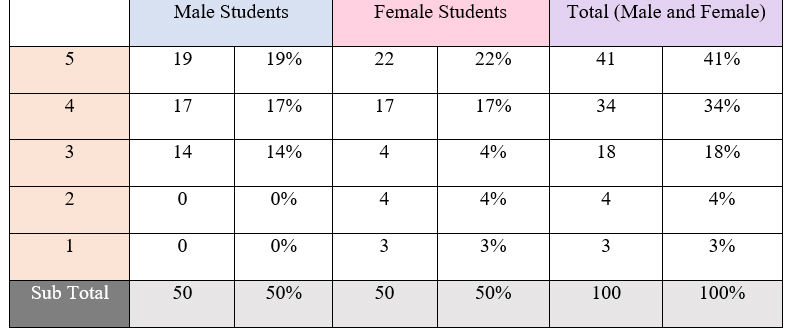 Male Students Female Students Total (Male and Female)
5 19 19% 22 22% 41 41%
4 17 17% 17 17% 34 34%
3 14 14% 4 4% 18 18%
2 0 0% 4 4% 4 4%
1 0 0% 3 3% 3 3%
Sub Total 50 50% 50 50% 100 100%